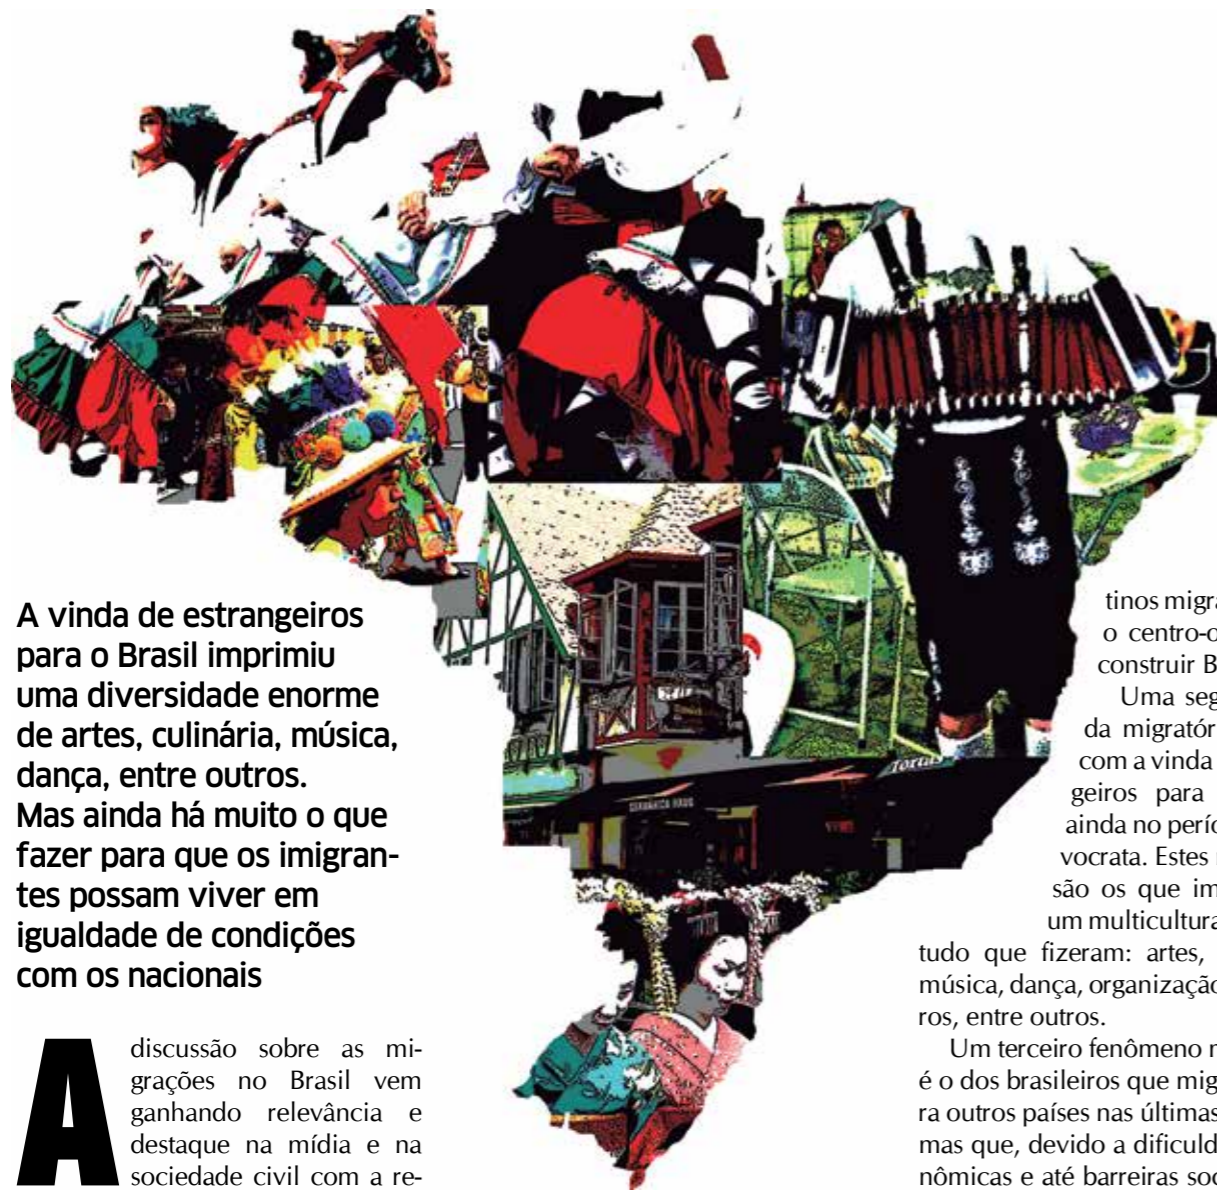 Tortas
A vinda de estrangeiros
para o Brasil imprimiu
uma diversidade enorme
de artes, culinária, música,
dança, entre outros.
Mas ainda há muito o que
fazer para que os imigran-
tes possam viver em
igualdade de condições
com os nacionais
A discussão sobre as mi-
grações no Brasil vem
ganhando relevância e
destaque na mídia e na
sociedade civil com a re-
tinos migra
o centro-o
construir B
Uma seg
da migratór
com a vinda
geiros para
ainda no perío
vocrata. Estes
são os que im
um multicultura
tudo que fizeram: artes,
música, dança, organização
ros, entre outros.
Um terceiro fenômeno
é o dos brasileiros que mig
ra outros países nas últimas
mas que, devido a dificuld
nômicas e até barreiras soc